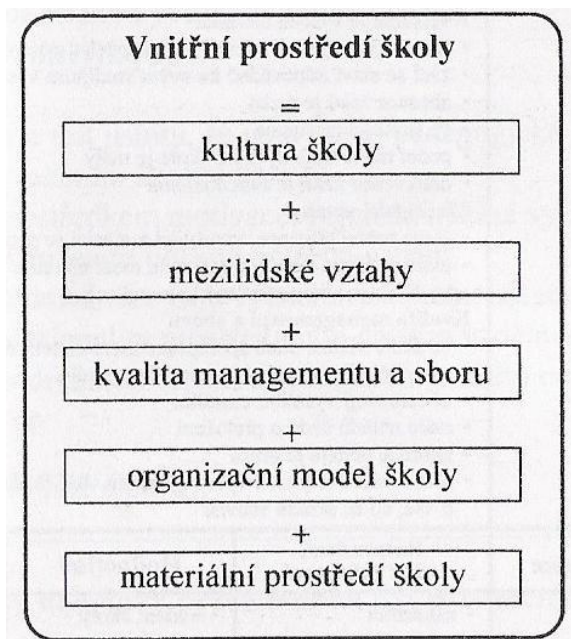 Vnitřní prostředí školy
=
kultura školy
+
mezilidské vztahy
+
kvalita managementu a sboru
+
organizační model školy
+
materiální prostředí školy